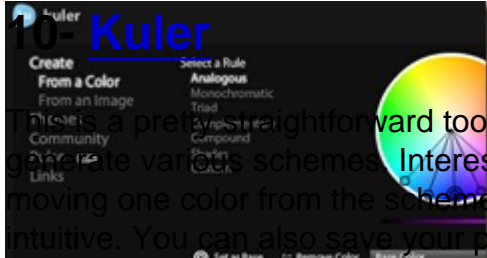 kuler
10- Kuler
Create
Select a Rule
From a Color
Analogous
From an Image
Monochromatic
Triad
This is a pretty straightforward too
Community
Compound
generate various schemes. Interes
Links
moving one color from the scheme
intuitive. You can also save your p
Set as Base
Remove Color
Base Color